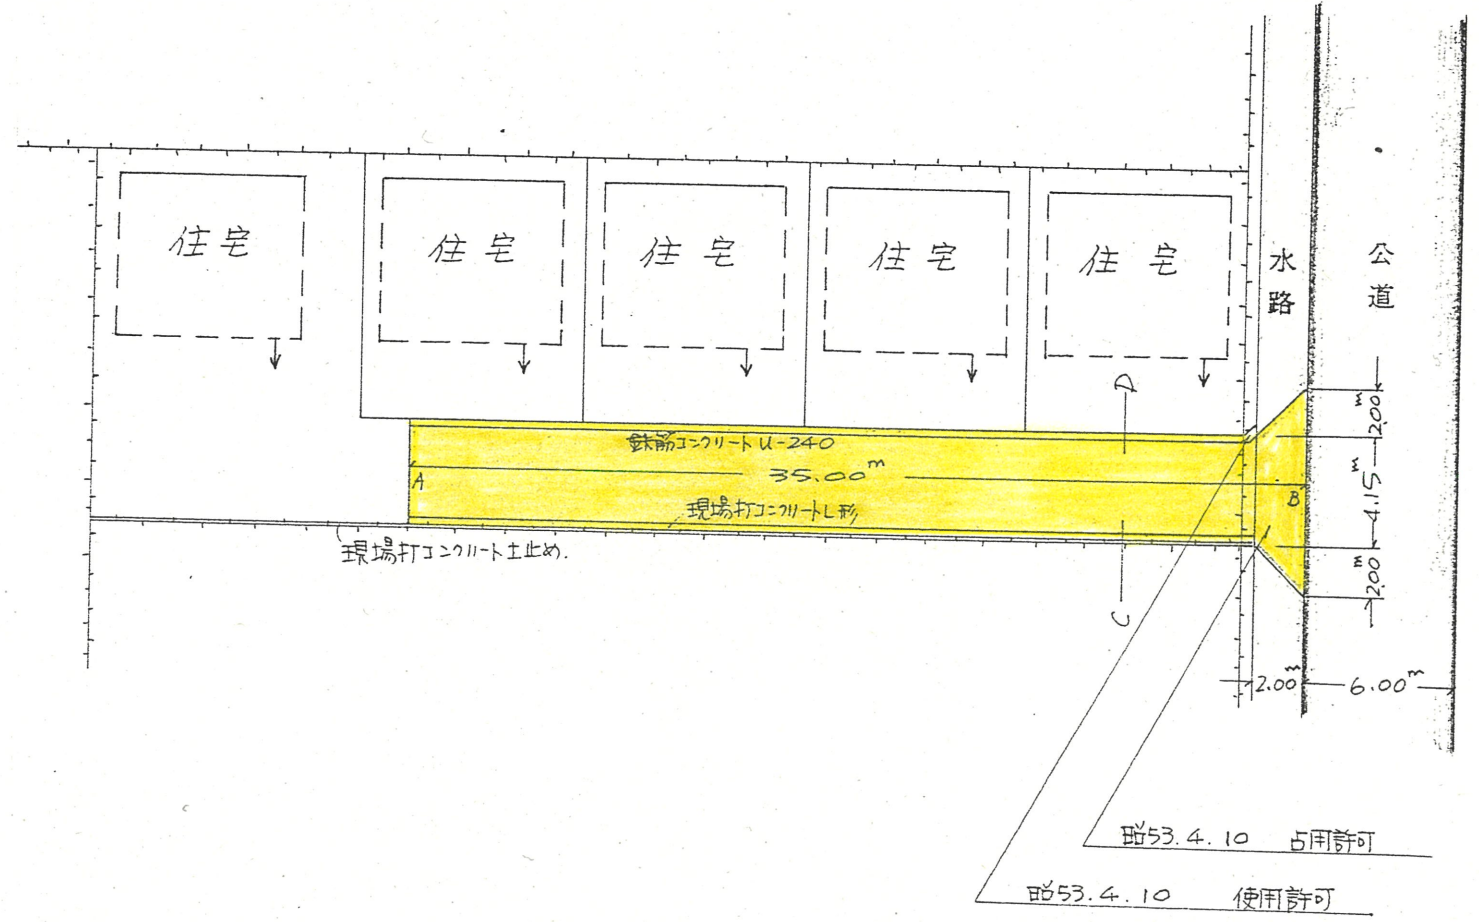 住宅
住宅
住宅
住宅
住宅
水路
公道
D
2.00m
鉄筋コンクリートU-240
35.00m
A
B
4.15m
現場打コンクリートL形
現場打コンクリート土止め.
2.00m
C
2.00m
6.00m
昭53.4.10 占用許可
昭53.4.10 使用許可